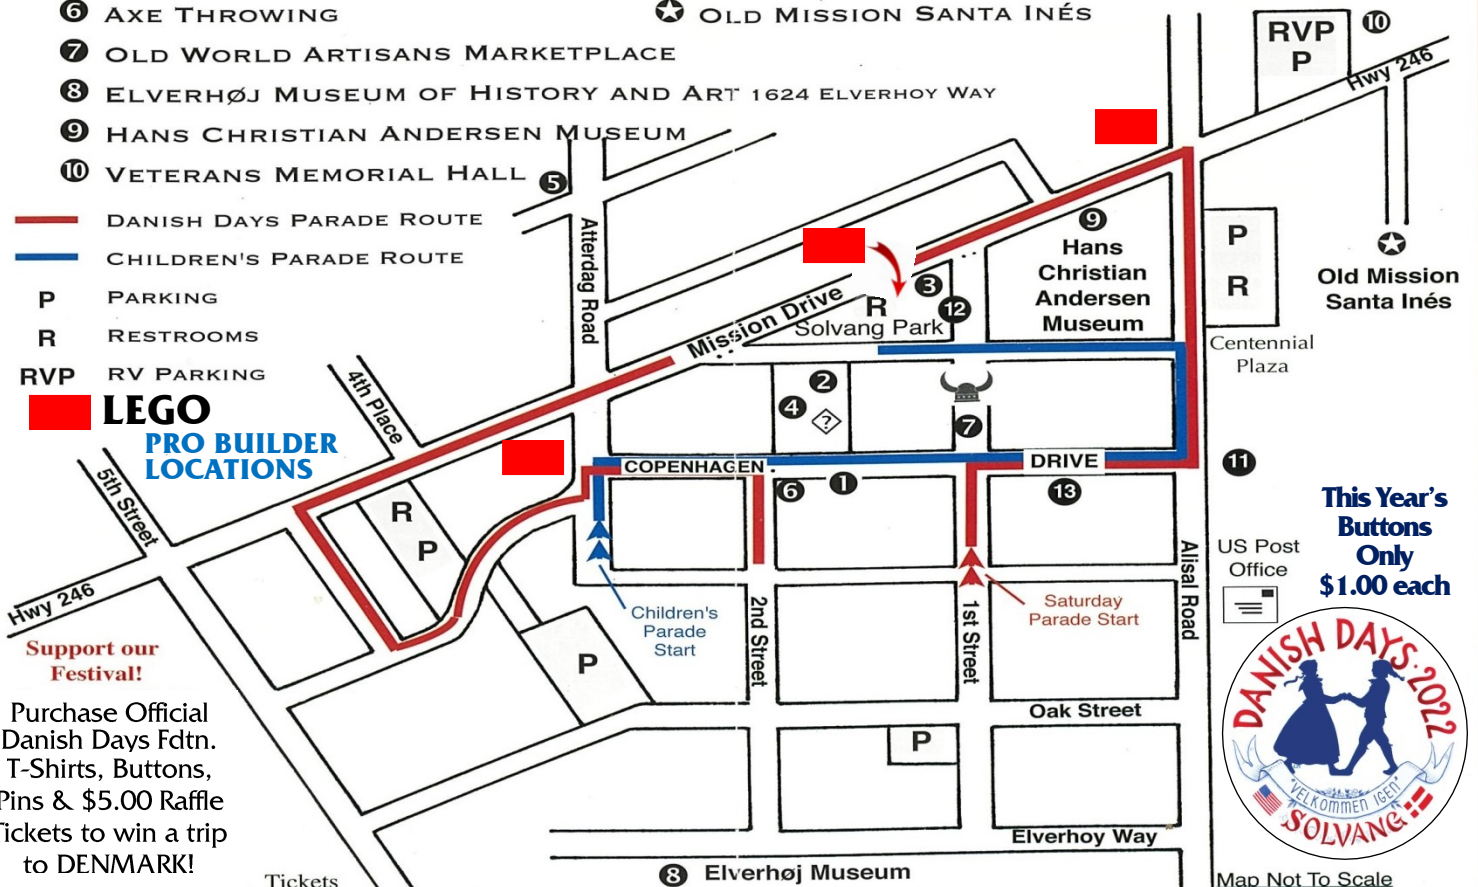 6 AXE THROWING
OLD MISSION SANTA INÉS
7 OLD WORLD ARTISANS MARKETPLACE
8 ELVERHØJ MUSEUM OF HISTORY AND ART 1624 ELVERHOY WAY
9 HANS CHRISTIAN ANDERSEN MUSEUM
10 VETERANS MEMORIAL HALL
DANISH DAYS PARADE ROUTE
CHILDREN'S PARADE ROUTE
P PARKING
R RESTROOMS
RVP RV PARKING
LEGO
PRO BUILDER
LOCATIONS
RVP
P
10
Hwy 246
5
Atterdag Road
9
Hans
Christian
Andersen
Museum
P
R
Centennial
Plaza
Old Mission
Santa Inés
3
12
R
Solvang Park
Mission Drive
4th Place
5th Street
2
4
?
7
COPENHAGEN
DRIVE
6
1
13
11
R
P
Hwy 246
Children's
Parade
Start
2nd Street
1st Street
Saturday
Parade Start
Alisal Road
US Post
Office
This Year's
Buttons
Only
$1.00 each
Support our
Festival!
Purchase Official
Danish Days Fdtn.
T-Shirts, Buttons,
Pins & $5.00 Raffle
Tickets to win a trip
to DENMARK!
P
Oak Street
P
DANISH DAYS · 2022
"VELKOMMEN IGEN"
SOLVANG
Elverhoy Way
8 Elverhøj Museum
Tickets
Map Not To Scale